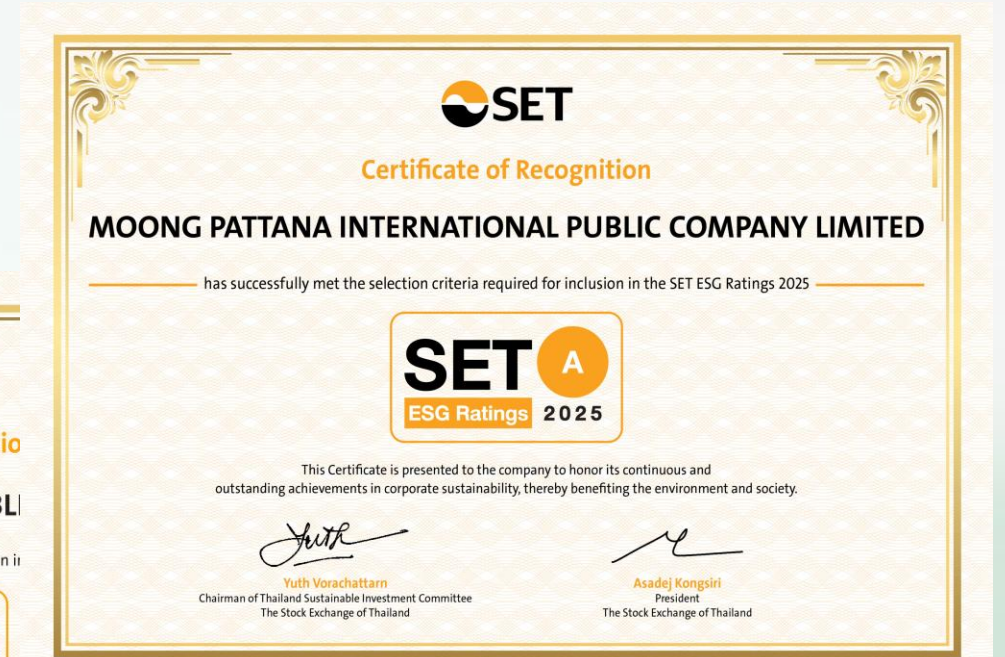 SET
Certificate of Recognition
MOONG PATTANA INTERNATIONAL PUBLIC COMPANY LIMITED
has successfully met the selection criteria required for inclusion in the SET ESG Ratings 2025
SET A
ESG Ratings 2025
This Certificate is presented to the company to honor its continuous and
outstanding achievements in corporate sustainability, thereby benefiting the environment and society.
Yuth
Yuth Vorachattarn
Chairman of Thailand Sustainable Investment Committee
The Stock Exchange of Thailand
Asadej Kongsiri
President
The Stock Exchange of Thailand